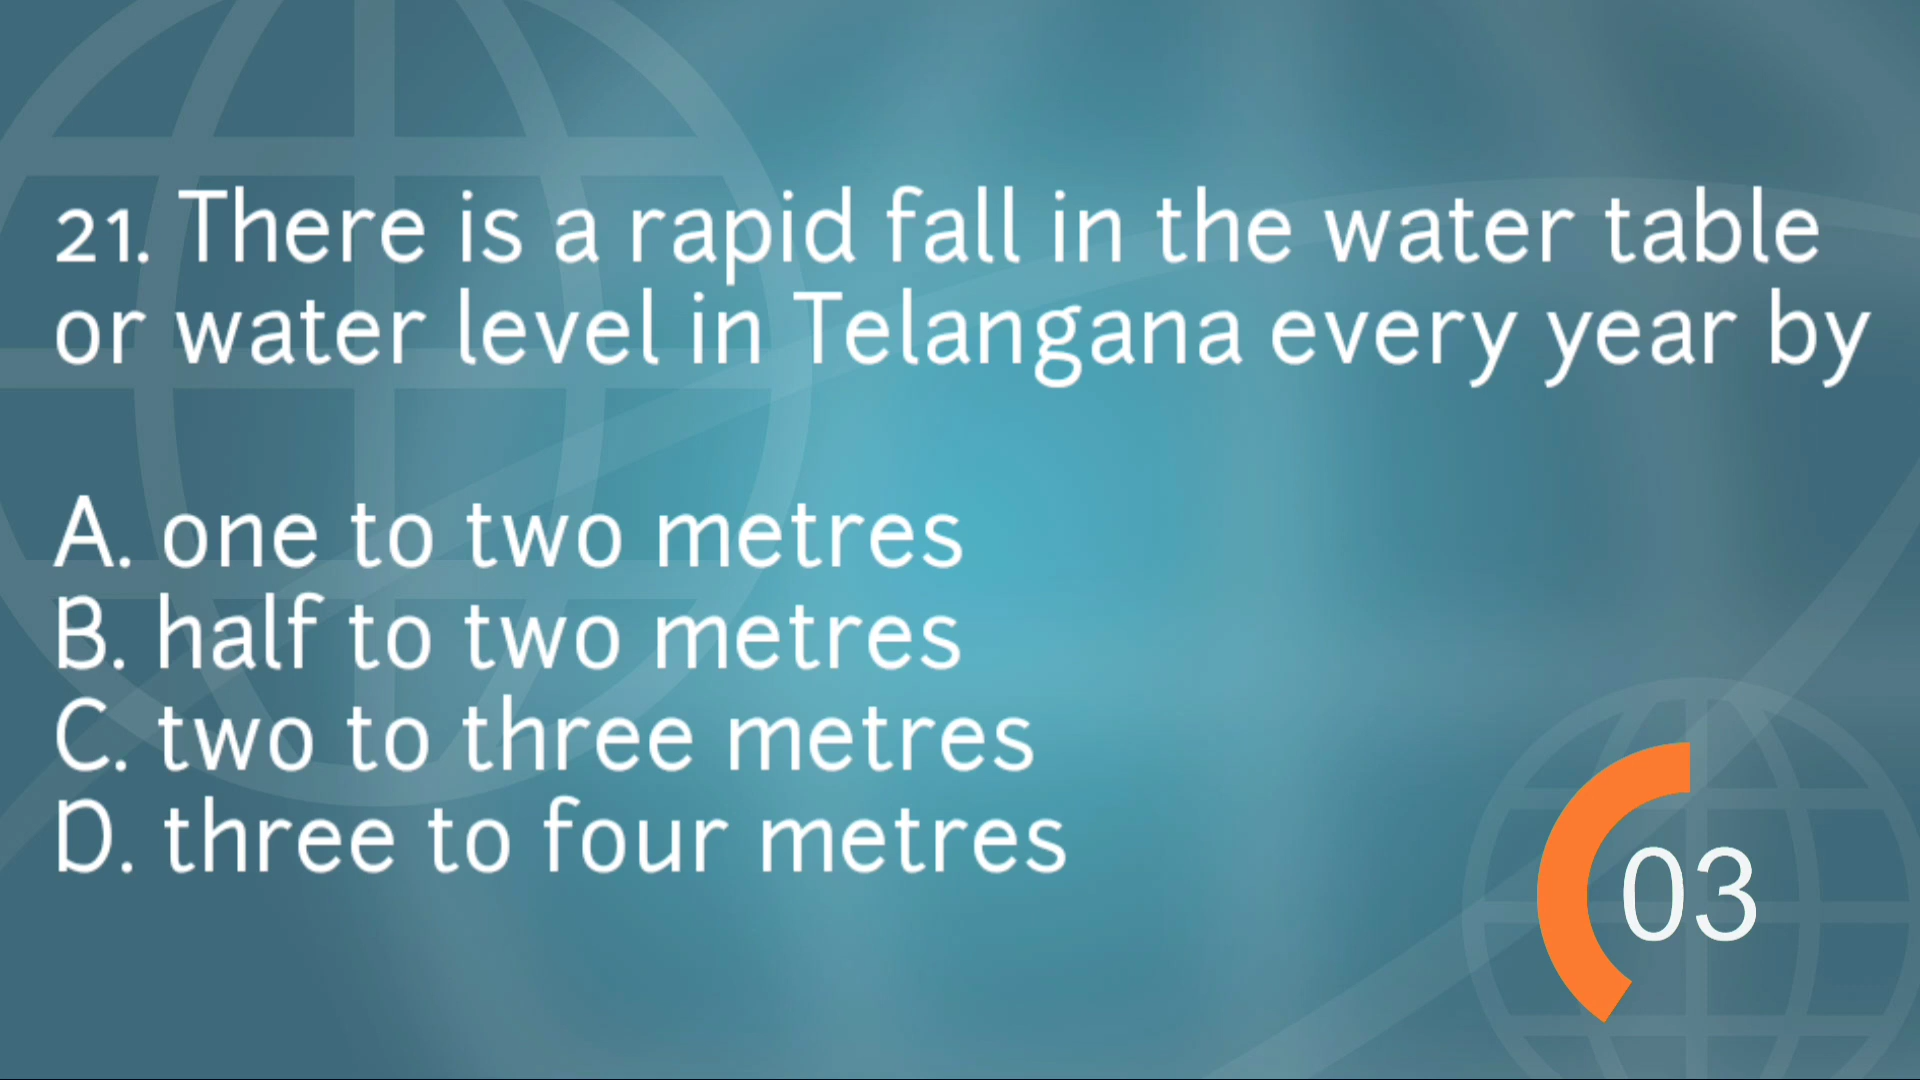 21. There is a rapid fall in the water table
or water level in Telangana every year by
A. one to two metres
B. half to two metres
C. two to three metres
D. three to four metres
03